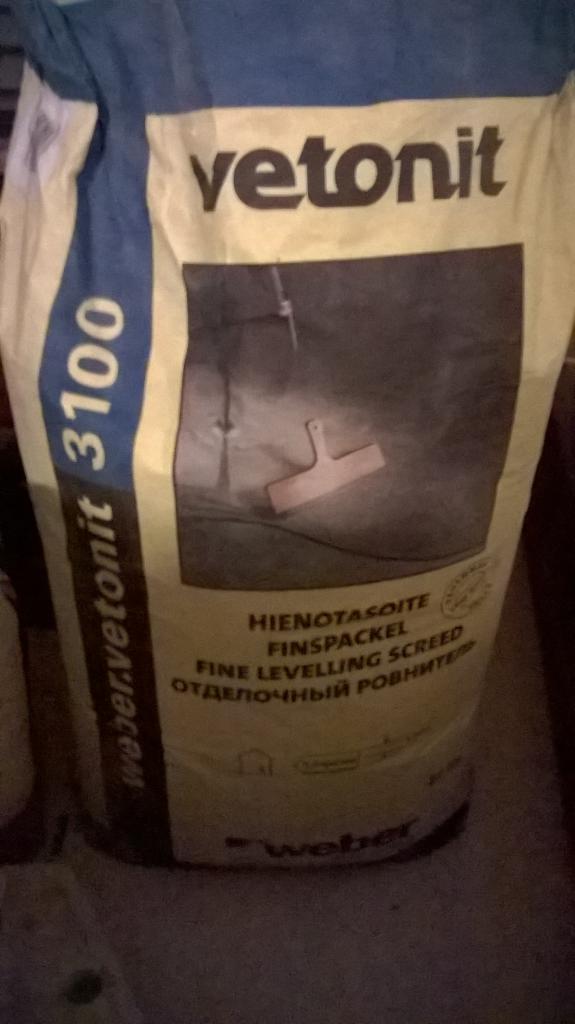 vetonit
weber.vetonit 3100
HIENOTASOITE
FINSPACKEL
FINE LEVELLING SCREED
ОТДЕЛОЧНЫЙ РОВНИТЕЛЬ
weber